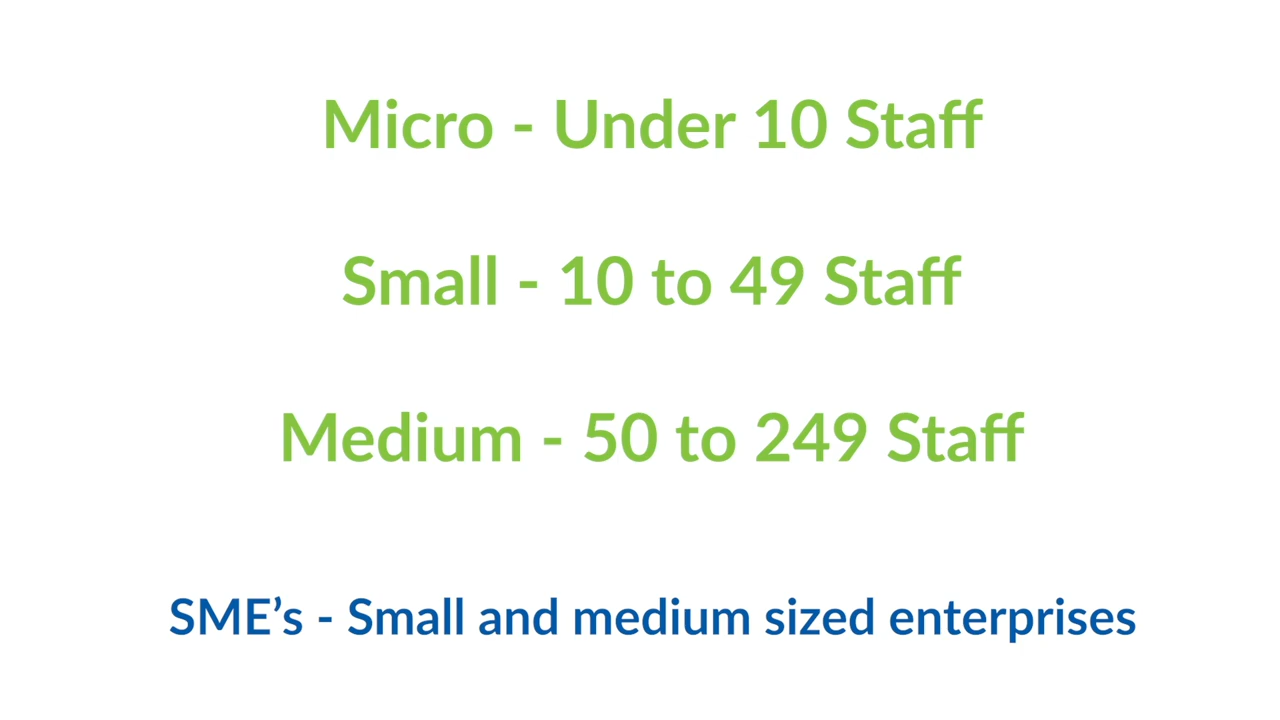 Micro - Under 10 Staff
Small - 10 to 49 Staff
Medium - 50 to 249 Staff
SME’s - Small and medium sized enterprises